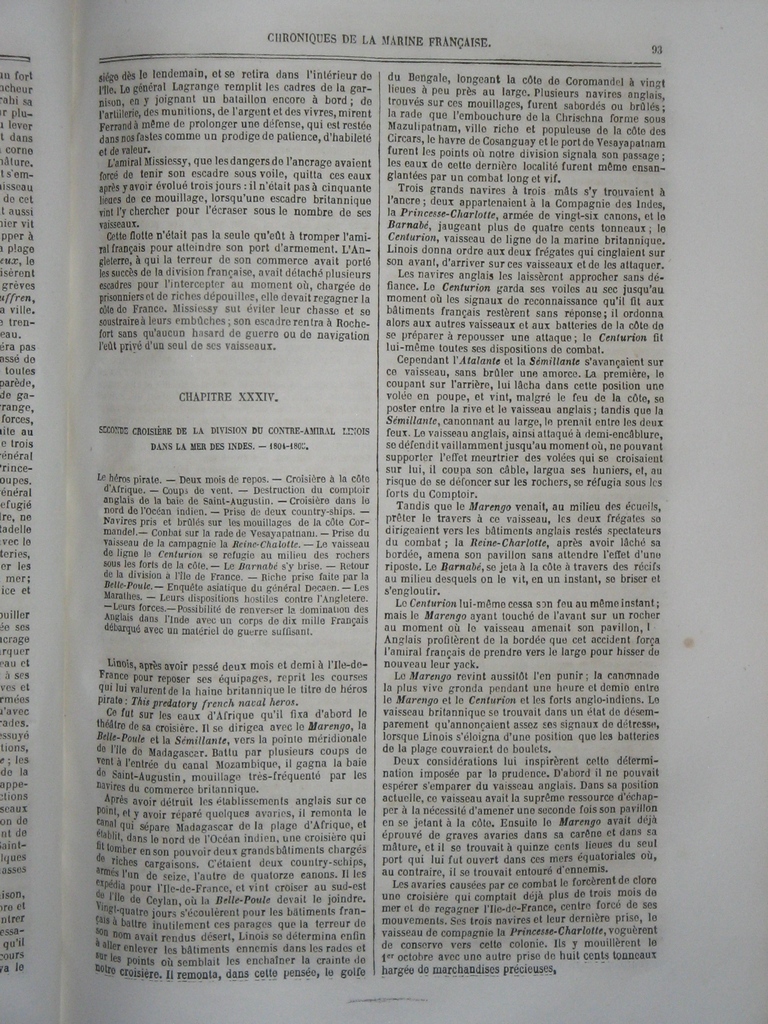 CHRONIQUES DE LA MARINE FRANÇAISE.
93
siége dès le lendemain, et se retira dans l'intérieur de
l'île. Le général Lagrange remplit les cadres de la gar-
nison, en y joignant un bataillon encore à bord ; de
l'artillerie, des munitions, de l'argent et des vivres, mirent
Ferrand à même de prolonger une défense, qui est restée
dans nos fastes comme un prodige de patience, d'habileté
et de valeur.
L'amiral Missiessy, que les dangers de l'ancrage avaient
forcé de tenir son escadre sous voile, quitta ces eaux
après y avoir évolué trois jours : il n'était pas à cinquante
lieues de ce mouillage, lorsqu'une escadre britannique
vint l'y chercher pour l'écraser sous le nombre de ses
vaisseaux.
Cette flotte n'était pas la seule qu'eût à tromper l'ami-
ral français pour atteindre son port d'armement. L'An-
gleterre, à qui la terreur de son commerce avait porté
les succès de la division française, avait détaché plusieurs
escadres pour l'intercepter au moment où, chargée de
prisonniers et de riches dépouilles, elle devait regagner la
côte de France. Missiessy sut éviter leur chasse et se
soustraire à leurs embûches ; son escadre rentra à Roche-
fort sans qu'aucun hasard de guerre ou de navigation
l'eût privé d'un seul de ses vaisseaux.
CHAPITRE XXXIV.
SECONDE CROISIÈRE DE LA DIVISION DU CONTRE-AMIRAL LINOIS
DANS LA MER DES INDES. — 1804-1805.
Le héros pirate. — Deux mois de repos. — Croisière à la côte
d'Afrique. — Coups de vent. — Destruction du comptoir
anglais de la baie de Saint-Augustin. — Croisière dans le
nord de l'Océan indien. — Prise de deux country-ships. —
Navires pris et brûlés sur les mouillages de la côte Cor-
mandel. — Combat sur la rade de Vesayapatnam. — Prise du
vaisseau de la campagnie la Reine-Chalotte. — Le vaisseau
de ligne le Centurion se refugie au milieu des rochers
sous les forts de la côte. — Le Barnabé s'y brise. — Retour
de la division à l'île de France. — Riche prise faite par la
Belle-Poule. — Enquête asiatique du général Decaen. — Les
Marathes. — Leurs dispositions hostiles contre l'Angleterre.
— Leurs forces. — Possibilité de renverser la domination des
Anglais dans l'Inde avec un corps de dix mille Français
débarqué avec un matériel de guerre suffisant.
Linois, après avoir passé deux mois et demi à l'Ile-de-
France pour reposer ses équipages, reprit les courses
qui lui valurent de la haine britannique le titre de héros
pirate : This predatory french nacal heros.
Ce fut sur les eaux d'Afrique qu'il fixa d'abord le
théâtre de sa croisière. Il se dirigea avec le Marengo, la
Belle-Poule et la Sémillante, vers la pointe méridionale
de l'île de Madagascar. Battu par plusieurs coups de
vent à l'entrée du canal Mozambique, il gagna la baie
de Saint-Augustin, mouillage très-fréquenté par les
navires du commerce britannique.
Après avoir détruit les établissements anglais sur ce
point, et y avoir réparé quelques avaries, il remonta le
canal qui sépare Madagascar de la plage d'Afrique, et
établit, dans le nord de l'Océan indien, une croisière qui
fit tomber en son pouvoir deux grands bâtiments chargés
de riches cargaisons. C'étaient deux country-ships,
armés l'un de seize, l'autre de quatorze canons. Il les
expédia pour l'Ile-de-France, et vint croiser au sud-est
de l'île de Ceylan, où la Belle-Poule devait le joindre.
Vingt-quatre jours s'écoulèrent pour les bâtiments fran-
çais à battre inutilement ces parages que la terreur de
son nom avait rendus désert, Linois se détermina enfin
à aller enlever les bâtiments ennemis dans les rades et
sur les points où semblait les enchaîner la crainte de
notre croisière. Il remonta, dans cette pensée, le golfe
du Bengale, longeant la côte de Coromandel à vingt
lieues à peu près au large. Plusieurs navires anglais,
trouvés sur ces mouillages, furent sabordés ou brûlés ;
la rade que l'embouchure de la Chrischna forme sous
Mazulipatnam, ville riche et populeuse de la côte des
Circars, le havre de Cosanguay et le port de Vesayapatnam
furent les points où notre division signala son passage ;
les eaux de cette dernière localité furent même ensan-
glantées par un combat long et vif.
Trois grands navires à trois mâts s'y trouvaient à
l'ancre ; deux appartenaient à la Compagnie des Indes,
la Princesse-Charlotte, armée de vingt-six canons, et le
Barnabé, jaugeant plus de quatre cents tonneaux ; le
Centurion, vaisseau de ligne de la marine britannique.
Linois donna ordre aux deux frégates qui cinglaient sur
son avant, d'arriver sur ces vaisseaux et de les attaquer.
Les navires anglais les laissèrent approcher sans dé-
fiance. Le Centurion garda ses voiles au sec jusqu'au
moment où les signaux de reconnaissance qu'il fit aux
bâtiments français restèrent sans réponse ; il ordonna
alors aux autres vaisseaux et aux batteries de la côte de
se préparer à repousser une attaque ; le Centurion fit
lui-même toutes ses dispositions de combat.
Cependant l'Atalante et la Sémillante s'avançaient sur
ce vaisseau, sans brûler une amorce. La première, le
coupant sur l'arrière, lui lâcha dans cette position une
volée en poupe, et vint, malgré le feu de la côte, se
poster entre la rive et le vaisseau anglais ; tandis que la
Sémillante, canonnant au large, le prenait entre les deux
feux. Le vaisseau anglais, ainsi attaqué à demi-encâblure,
se défendit vaillamment jusqu'au moment où, ne pouvant
supporter l'effet meurtrier des volées qui se croisaient
sur lui, il coupa son câble, largua ses huniers, et, au
risque de se défoncer sur les rochers, se réfugia sous les
forts du Comptoir.
Tandis que le Marengo venait, au milieu des écueils,
prêter le travers à ce vaisseau, les deux frégates se
dirigeaient vers les bâtiments anglais restés spectateurs
du combat ; la Reine-Charlotte, après avoir lâché sa
bordée, amena son pavillon sans attendre l'effet d'une
riposte. Le Barnabé, se jeta à la côte à travers des récifs
au milieu desquels on le vit, en un instant, se briser et
s'engloutir.
Le Centurion lui-même cessa son feu au même instant ;
mais le Marengo ayant touché de l'avant sur un rocher
au moment où le vaisseau amenait son pavillon, l
Anglais profitèrent de la bordée que cet accident força
l'amiral français de prendre vers le large pour hisser de
nouveau leur yack.
Le Marengo revint aussitôt l'en punir ; la canonnade
la plus vive gronda pendant une heure et demie entre
le Marengo et le Centurion et les forts anglo-indiens. Le
vaisseau britannique se trouvait dans un état de désem-
parement qu'annonçaient assez ses signaux de détresse,
lorsque Linois s'éloigna d'une position que les batteries
de la plage couvraient de boulets.
Deux considérations lui inspirèrent cette détermi-
nation imposée par la prudence. D'abord il ne pouvait
espérer s'emparer du vaisseau anglais. Dans sa position
actuelle, ce vaisseau avait la suprême ressource d'échap-
per à la nécessité d'amener une seconde fois son pavillon
en se jetant à la côte. Ensuite le Marengo avait déjà
éprouvé de graves avaries dans sa carène et dans sa
mâture, et il se trouvait à quinze cents lieues du seul
port qui lui fut ouvert dans ces mers équatoriales où,
au contraire, il se trouvait entouré d'ennemis.
Les avaries causées par ce combat le forcèrent de clore
une croisière qui comptait déjà plus de trois mois de
mer et de regagner l'Ile-de-France, centre forcé de ses
mouvements. Ses trois navires et leur dernière prise, le
vaisseau de compagnie la Princesse-Charlotte, voguèrent
de conserve vers cette colonie. Ils y mouillèrent le
1er octobre avec une autre prise de huit cents tonneaux
hargée de marchandises précieuses,